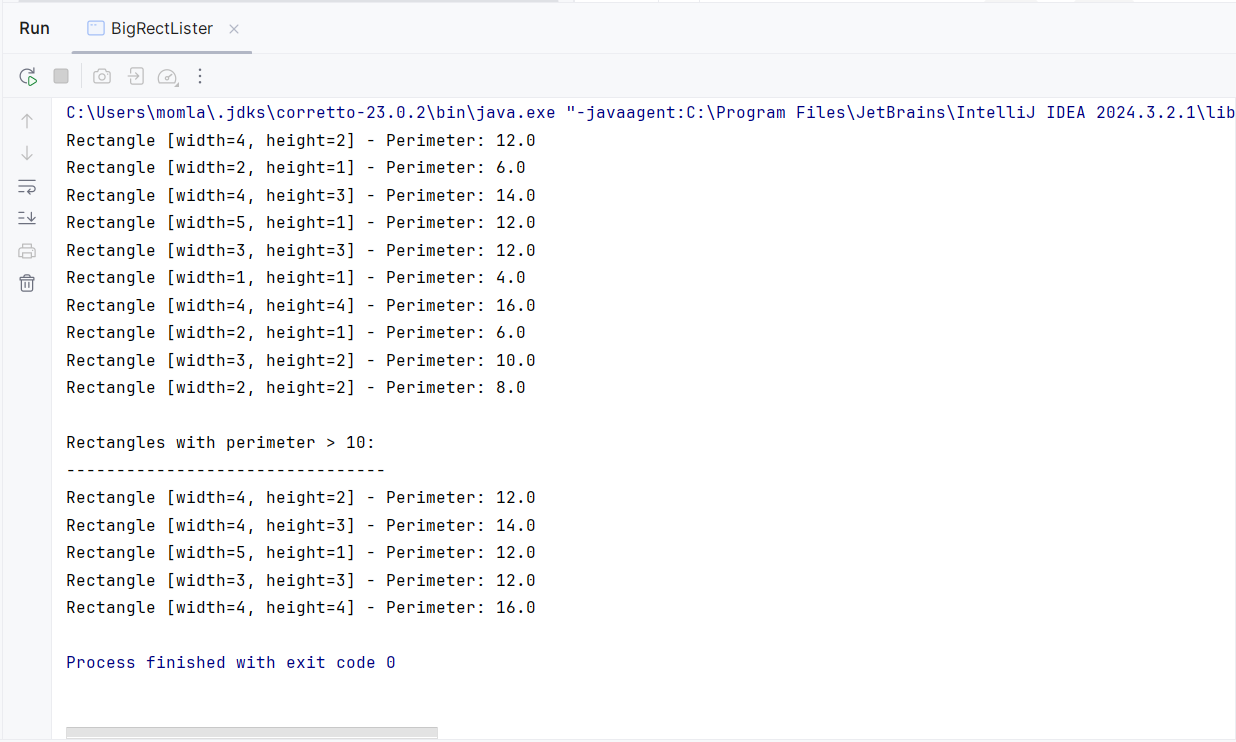 Run BigRectLister
C:\Users\momla\.jdks\corretto-23.0.2\bin\java.exe "-javaagent:C:\Program Files\JetBrains\IntelliJ IDEA 2024.3.2.1\lib
Rectangle [width=4, height=2] - Perimeter: 12.0
Rectangle [width=2, height=1] - Perimeter: 6.0
Rectangle [width=4, height=3] - Perimeter: 14.0
Rectangle [width=5, height=1] - Perimeter: 12.0
Rectangle [width=3, height=3] - Perimeter: 12.0
Rectangle [width=1, height=1] - Perimeter: 4.0
Rectangle [width=4, height=4] - Perimeter: 16.0
Rectangle [width=2, height=1] - Perimeter: 6.0
Rectangle [width=3, height=2] - Perimeter: 10.0
Rectangle [width=2, height=2] - Perimeter: 8.0
Rectangles with perimeter > 10:
--------------------------------
Rectangle [width=4, height=2] - Perimeter: 12.0
Rectangle [width=4, height=3] - Perimeter: 14.0
Rectangle [width=5, height=1] - Perimeter: 12.0
Rectangle [width=3, height=3] - Perimeter: 12.0
Rectangle [width=4, height=4] - Perimeter: 16.0
Process finished with exit code 0